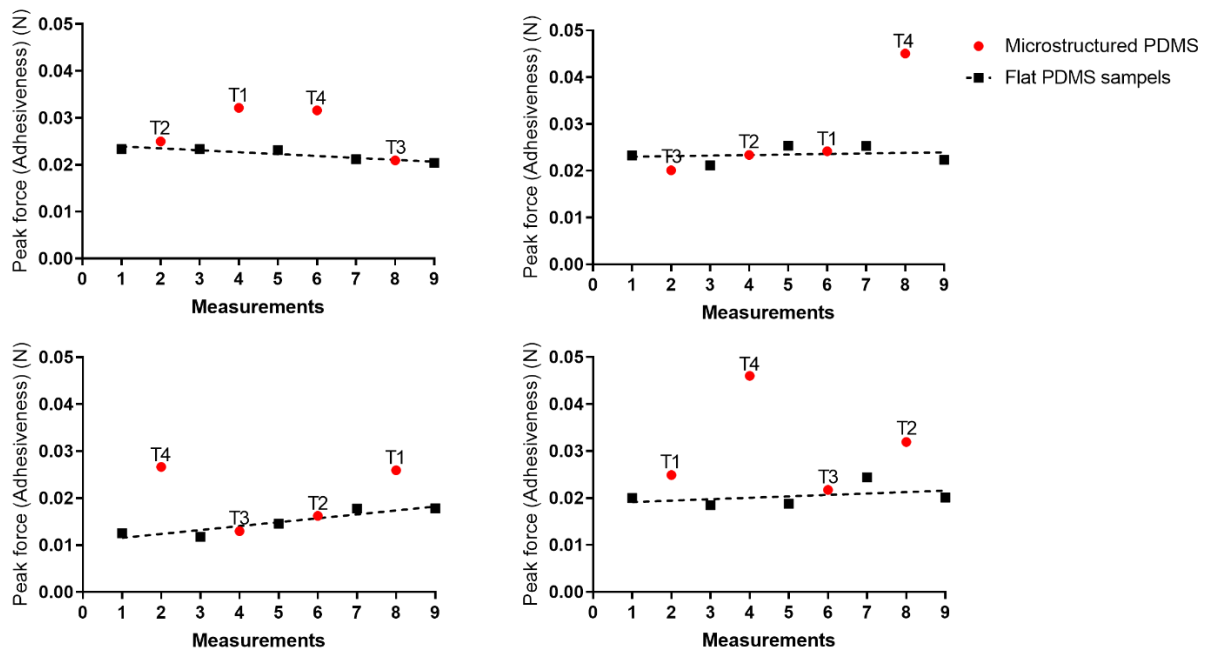 Peak force (Adhesiveness) (N)
0.05
0.04
0.03
0.02
0.01
0.00
T2
T1
T4
T3
0 1 2 3 4 5 6 7 8 9
Measurements
Peak force (Adhesiveness) (N)
0.05
0.04
0.03
0.02
0.01
0.00
T3
T2
T1
T4
0 1 2 3 4 5 6 7 8 9
Measurements
Microstructured PDMS
Flat PDMS sampels
Peak force (Adhesiveness) (N)
0.05
0.04
0.03
0.02
0.01
0.00
T4
T3
T2
T1
0 1 2 3 4 5 6 7 8 9
Measurements
Peak force (Adhesiveness) (N)
0.05
0.04
0.03
0.02
0.01
0.00
T1
T4
T3
T2
0 1 2 3 4 5 6 7 8 9
Measurements